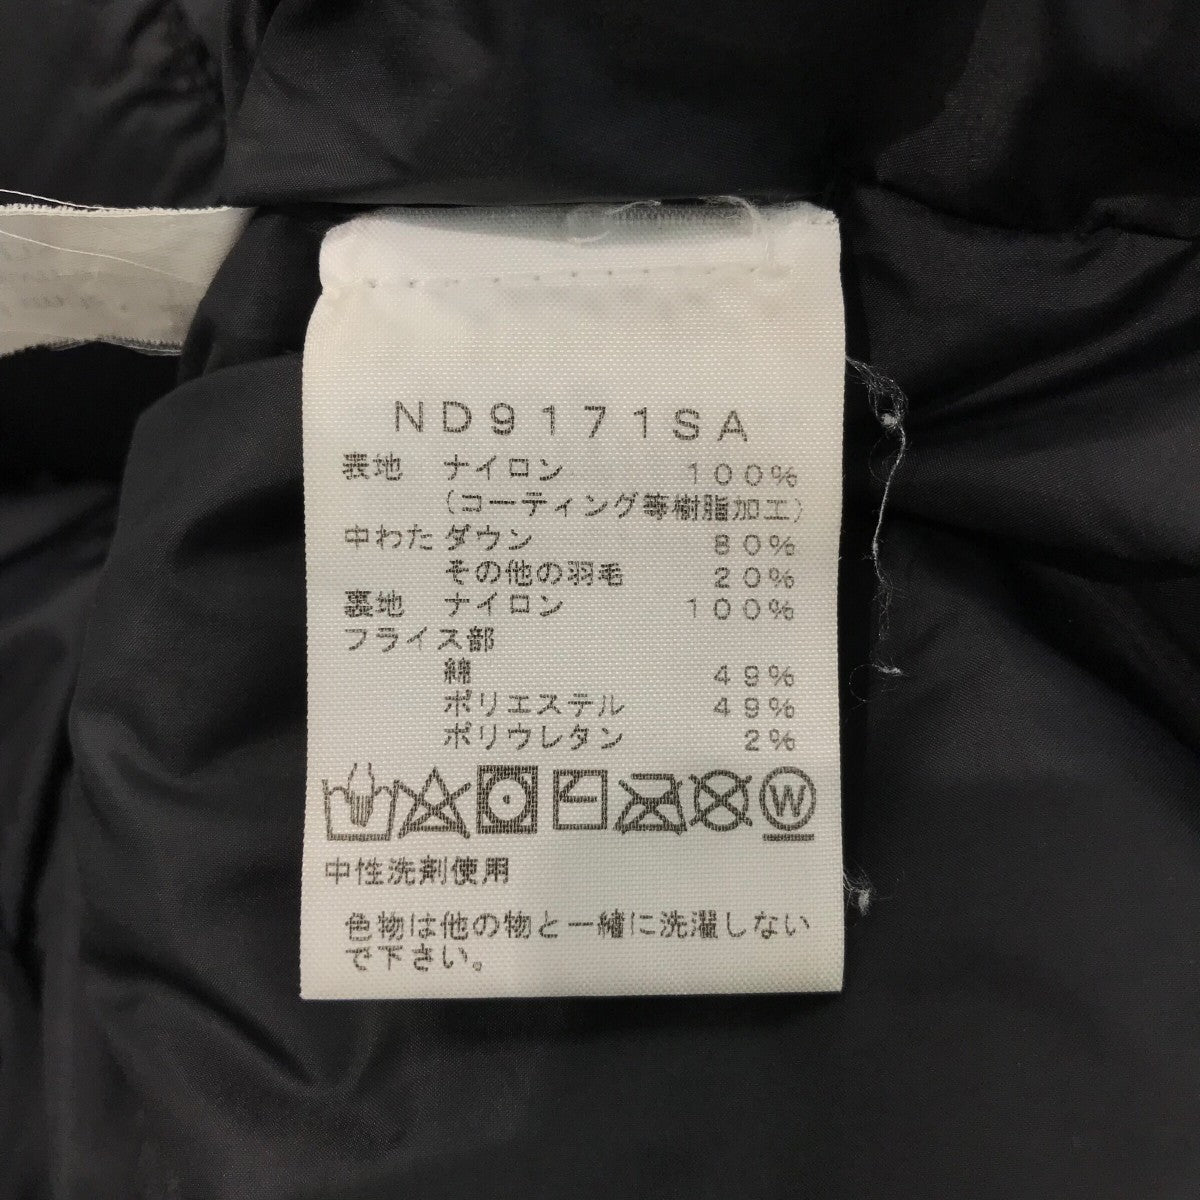 ND9171SA
表地 ナイロン 100%
(コーティング等樹脂加工)
中わた ダウン 80%
その他の羽毛 20%
裏地 ナイロン 100%
フライス部
綿 49%
ポリエステル 49%
ポリウレタン 2%
W
中性洗剤使用
色物は他の物と一緒に洗濯しない
で下さい。